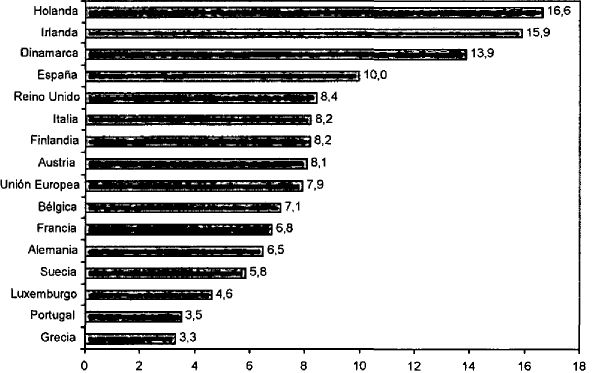 Holanda 16,6
Irlanda 15,9
Dinamarca 13,9
España 10,0
Reino Unido 8,4
Italia 8,2
Finlandia 8,2
Austria 8,1
Unión Europea 7,9
Bélgica 7,1
Francia 6,8
Alemania 6,5
Suecia 5,8
Luxemburgo 4,6
Portugal 3,5
Grecia 3,3
0 2 4 6 8 10 12 14 16 18